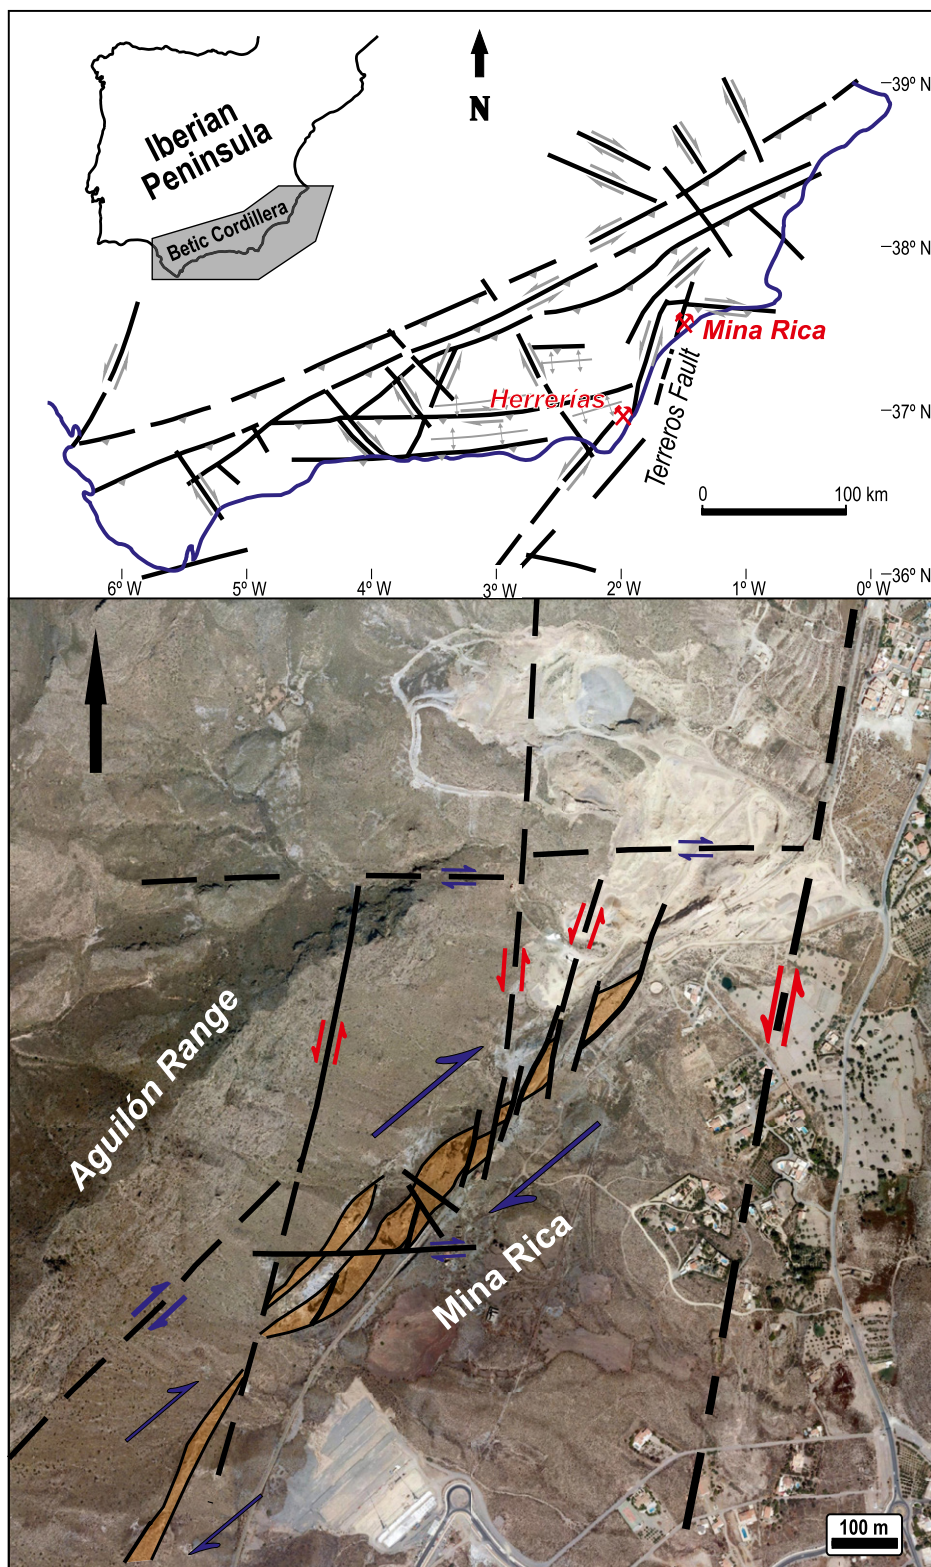 Iberian
Peninsula
Betic Cordillera
N
39º N
38º N
Mina Rica
Herrerías
37º N
Terreros Fault
0 100 km
36º N
6º W 5º W 4º W 3º W 2º W 1º W 0º W
Aguilón Range
Mina Rica
100 m